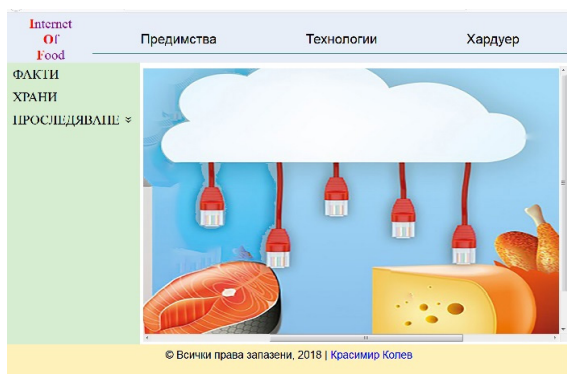 Internet
Of
Food
Предимства Технологии Хардуер
ФАКТИ
ХРАНИ
ПРОСЛЕДЯВАНЕ
© Всички права запазени, 2018 | Красимир Колев